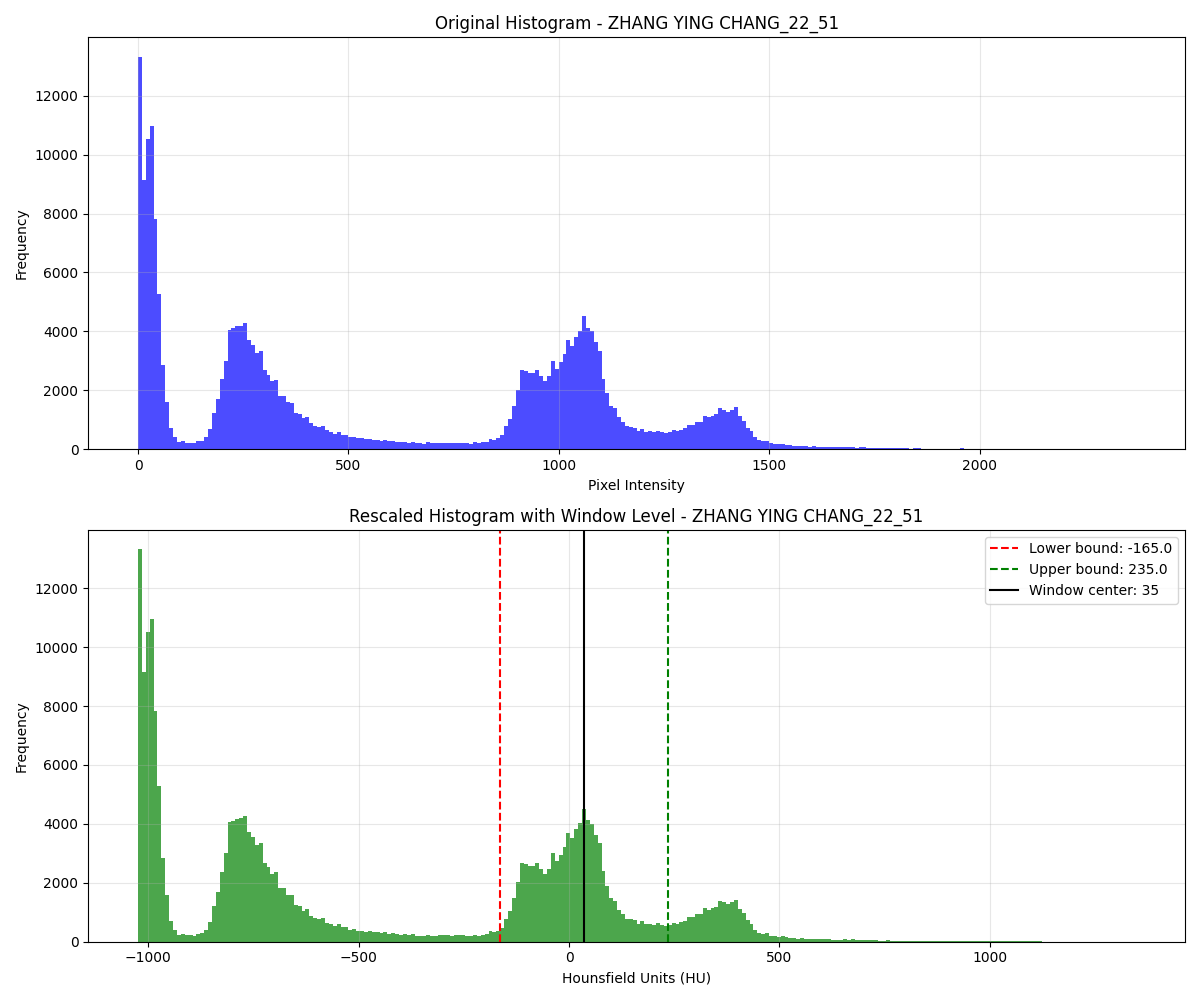 Original Histogram - ZHANG YING CHANG_22_51
12000
10000
8000
6000
4000
2000
0
Frequency
0 500 1000 1500 2000
Pixel Intensity
Rescaled Histogram with Window Level - ZHANG YING CHANG_22_51
Lower bound: -165.0
Upper bound: 235.0
Window center: 35
12000
10000
8000
6000
4000
2000
0
Frequency
−1000 −500 0 500 1000
Hounsfield Units (HU)